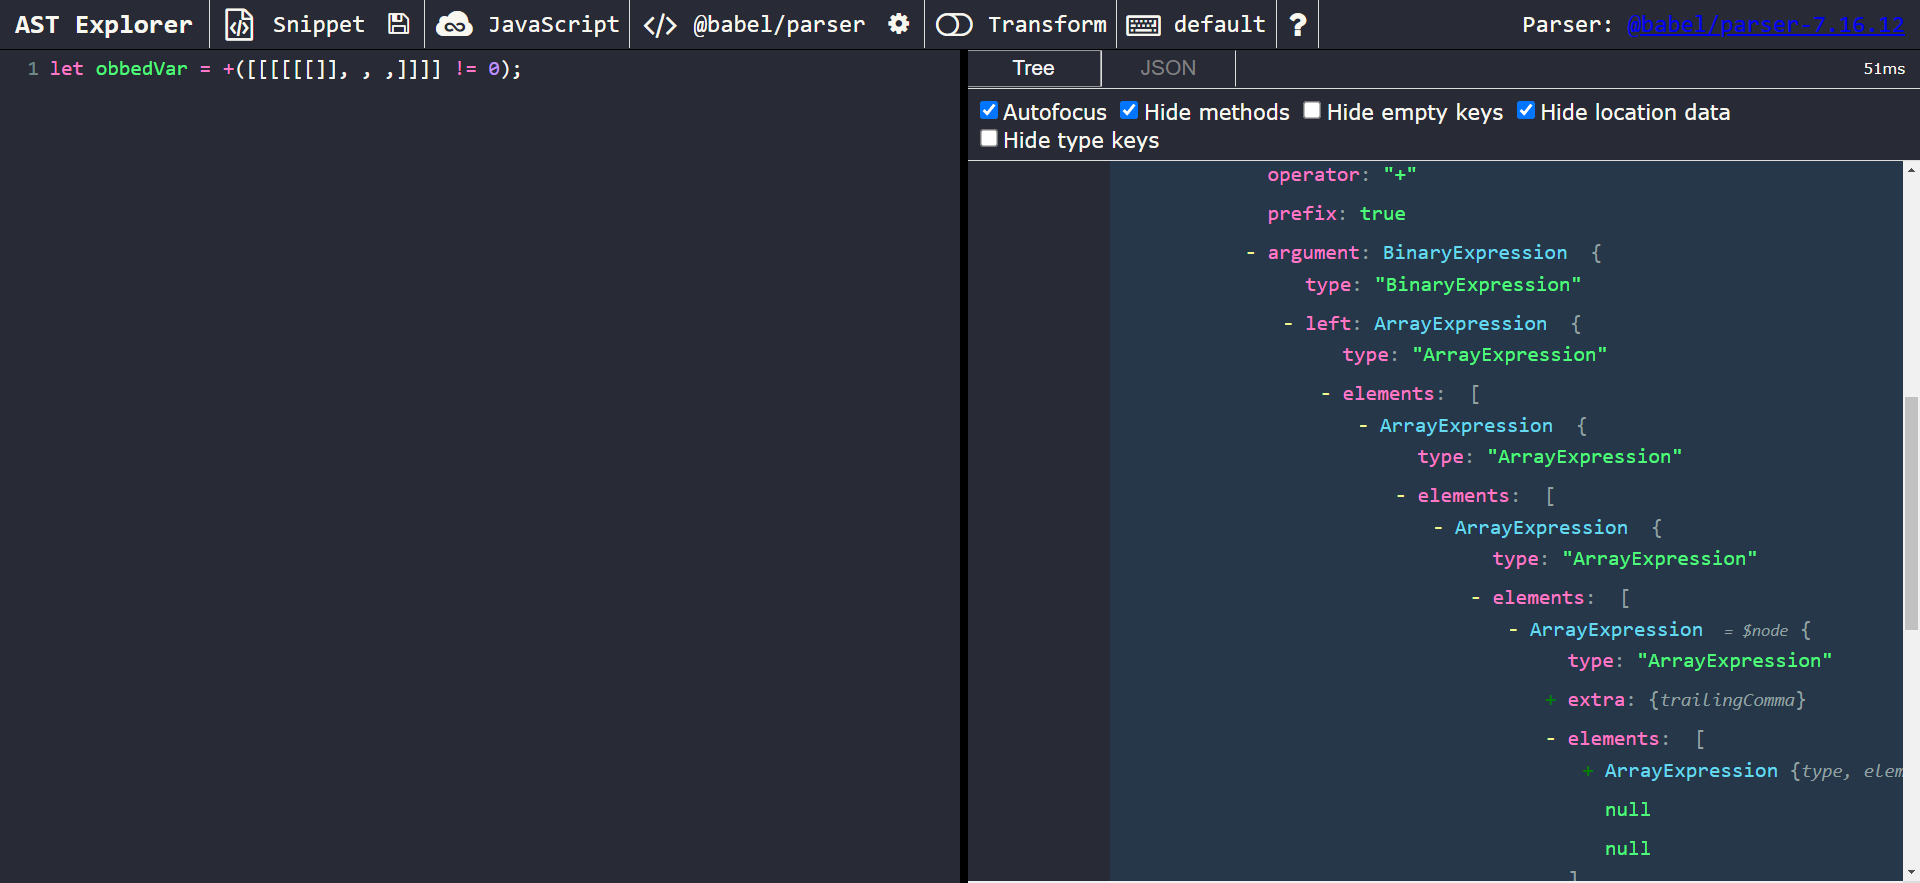 AST Explorer Snippet JavaScript </> @babel/parser Transform default ? Parser: @babel/parser-7.16.12
1 let obbedVar = +([[[[[[]], , ,]]]] != 0);
Tree JSON 51ms
Autofocus Hide methods Hide empty keys Hide location data
Hide type keys
operator: "+"
prefix: true
- argument: BinaryExpression {
type: "BinaryExpression"
- left: ArrayExpression {
type: "ArrayExpression"
- elements: [
- ArrayExpression {
type: "ArrayExpression"
- elements: [
- ArrayExpression {
type: "ArrayExpression"
- elements: [
- ArrayExpression = $node {
type: "ArrayExpression"
+ extra: {trailingComma}
- elements: [
+ ArrayExpression {type, elem
null
null
]